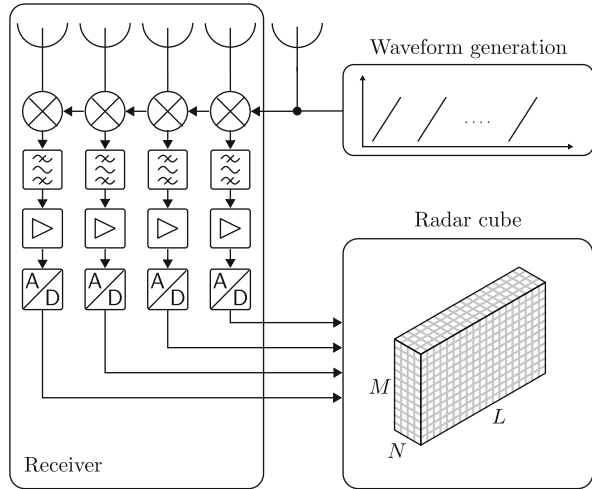 Waveform generation
. . . .
A
D
A
D
A
D
A
D
Radar cube
M
N
L
Receiver